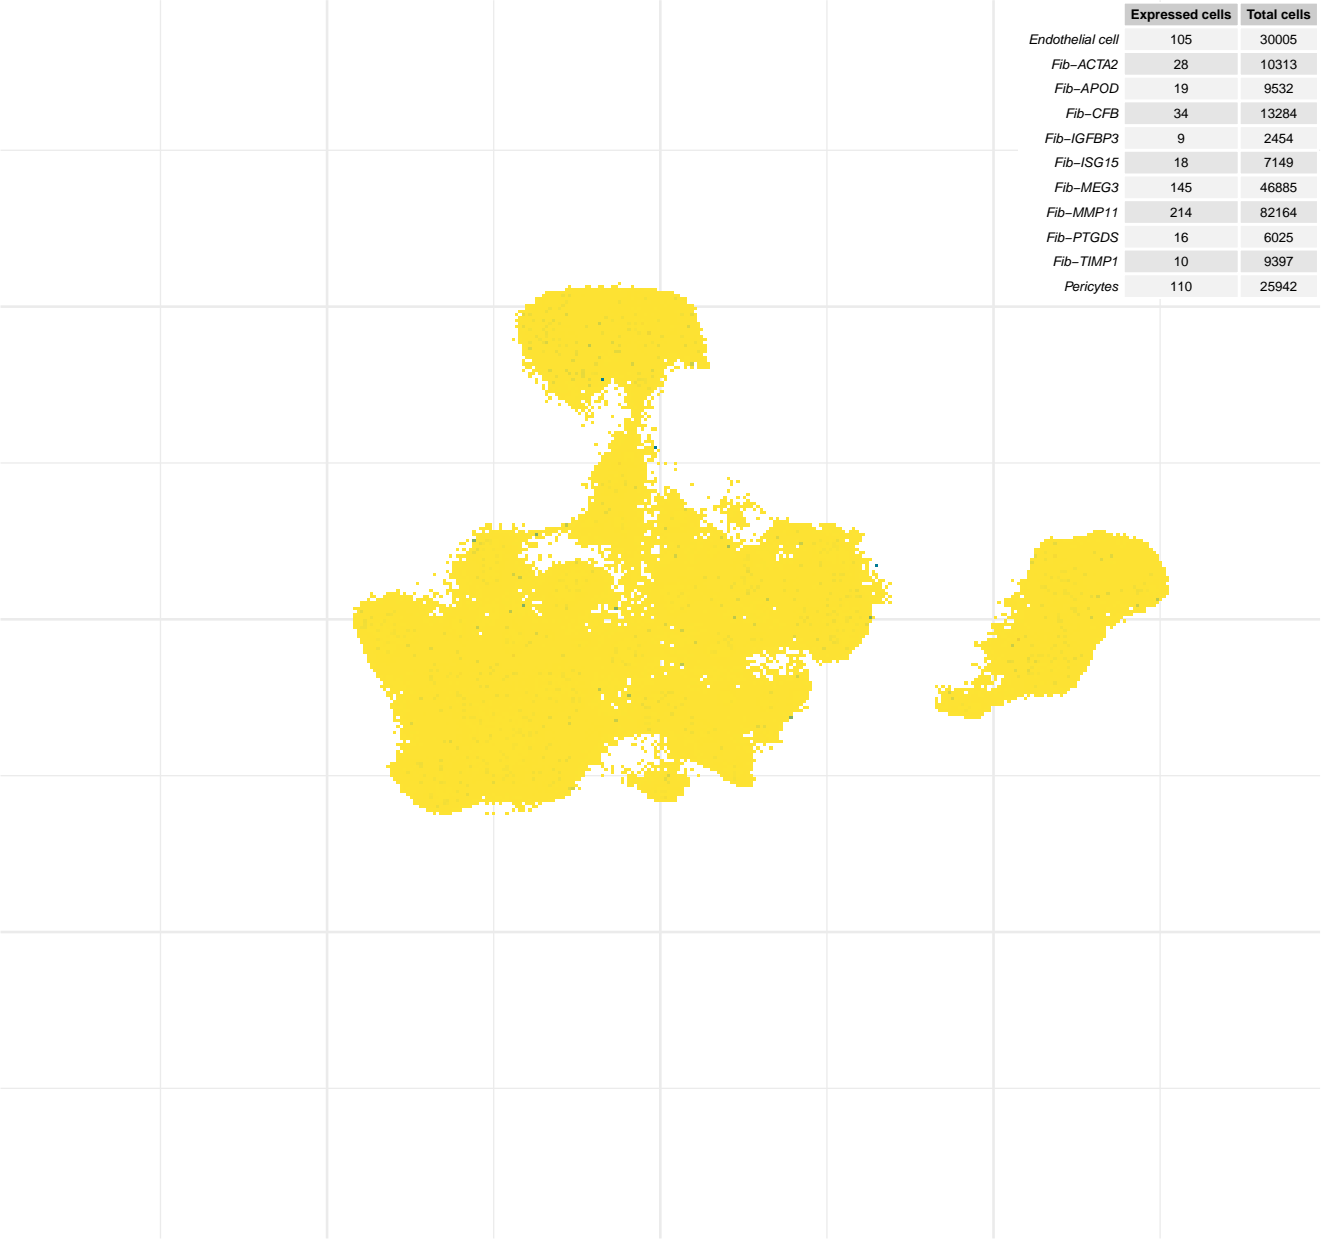 Expressed cells Total cells
Endothelial cell 105 30005
Fib−ACTA2 28 10313
Fib−APOD 19 9532
Fib−CFB 34 13284
Fib−IGFBP3 9 2454
Fib−ISG15 18 7149
Fib−MEG3 145 46885
Fib−MMP11 214 82164
Fib−PTGDS 16 6025
Fib−TIMP1 10 9397
Pericytes 110 25942